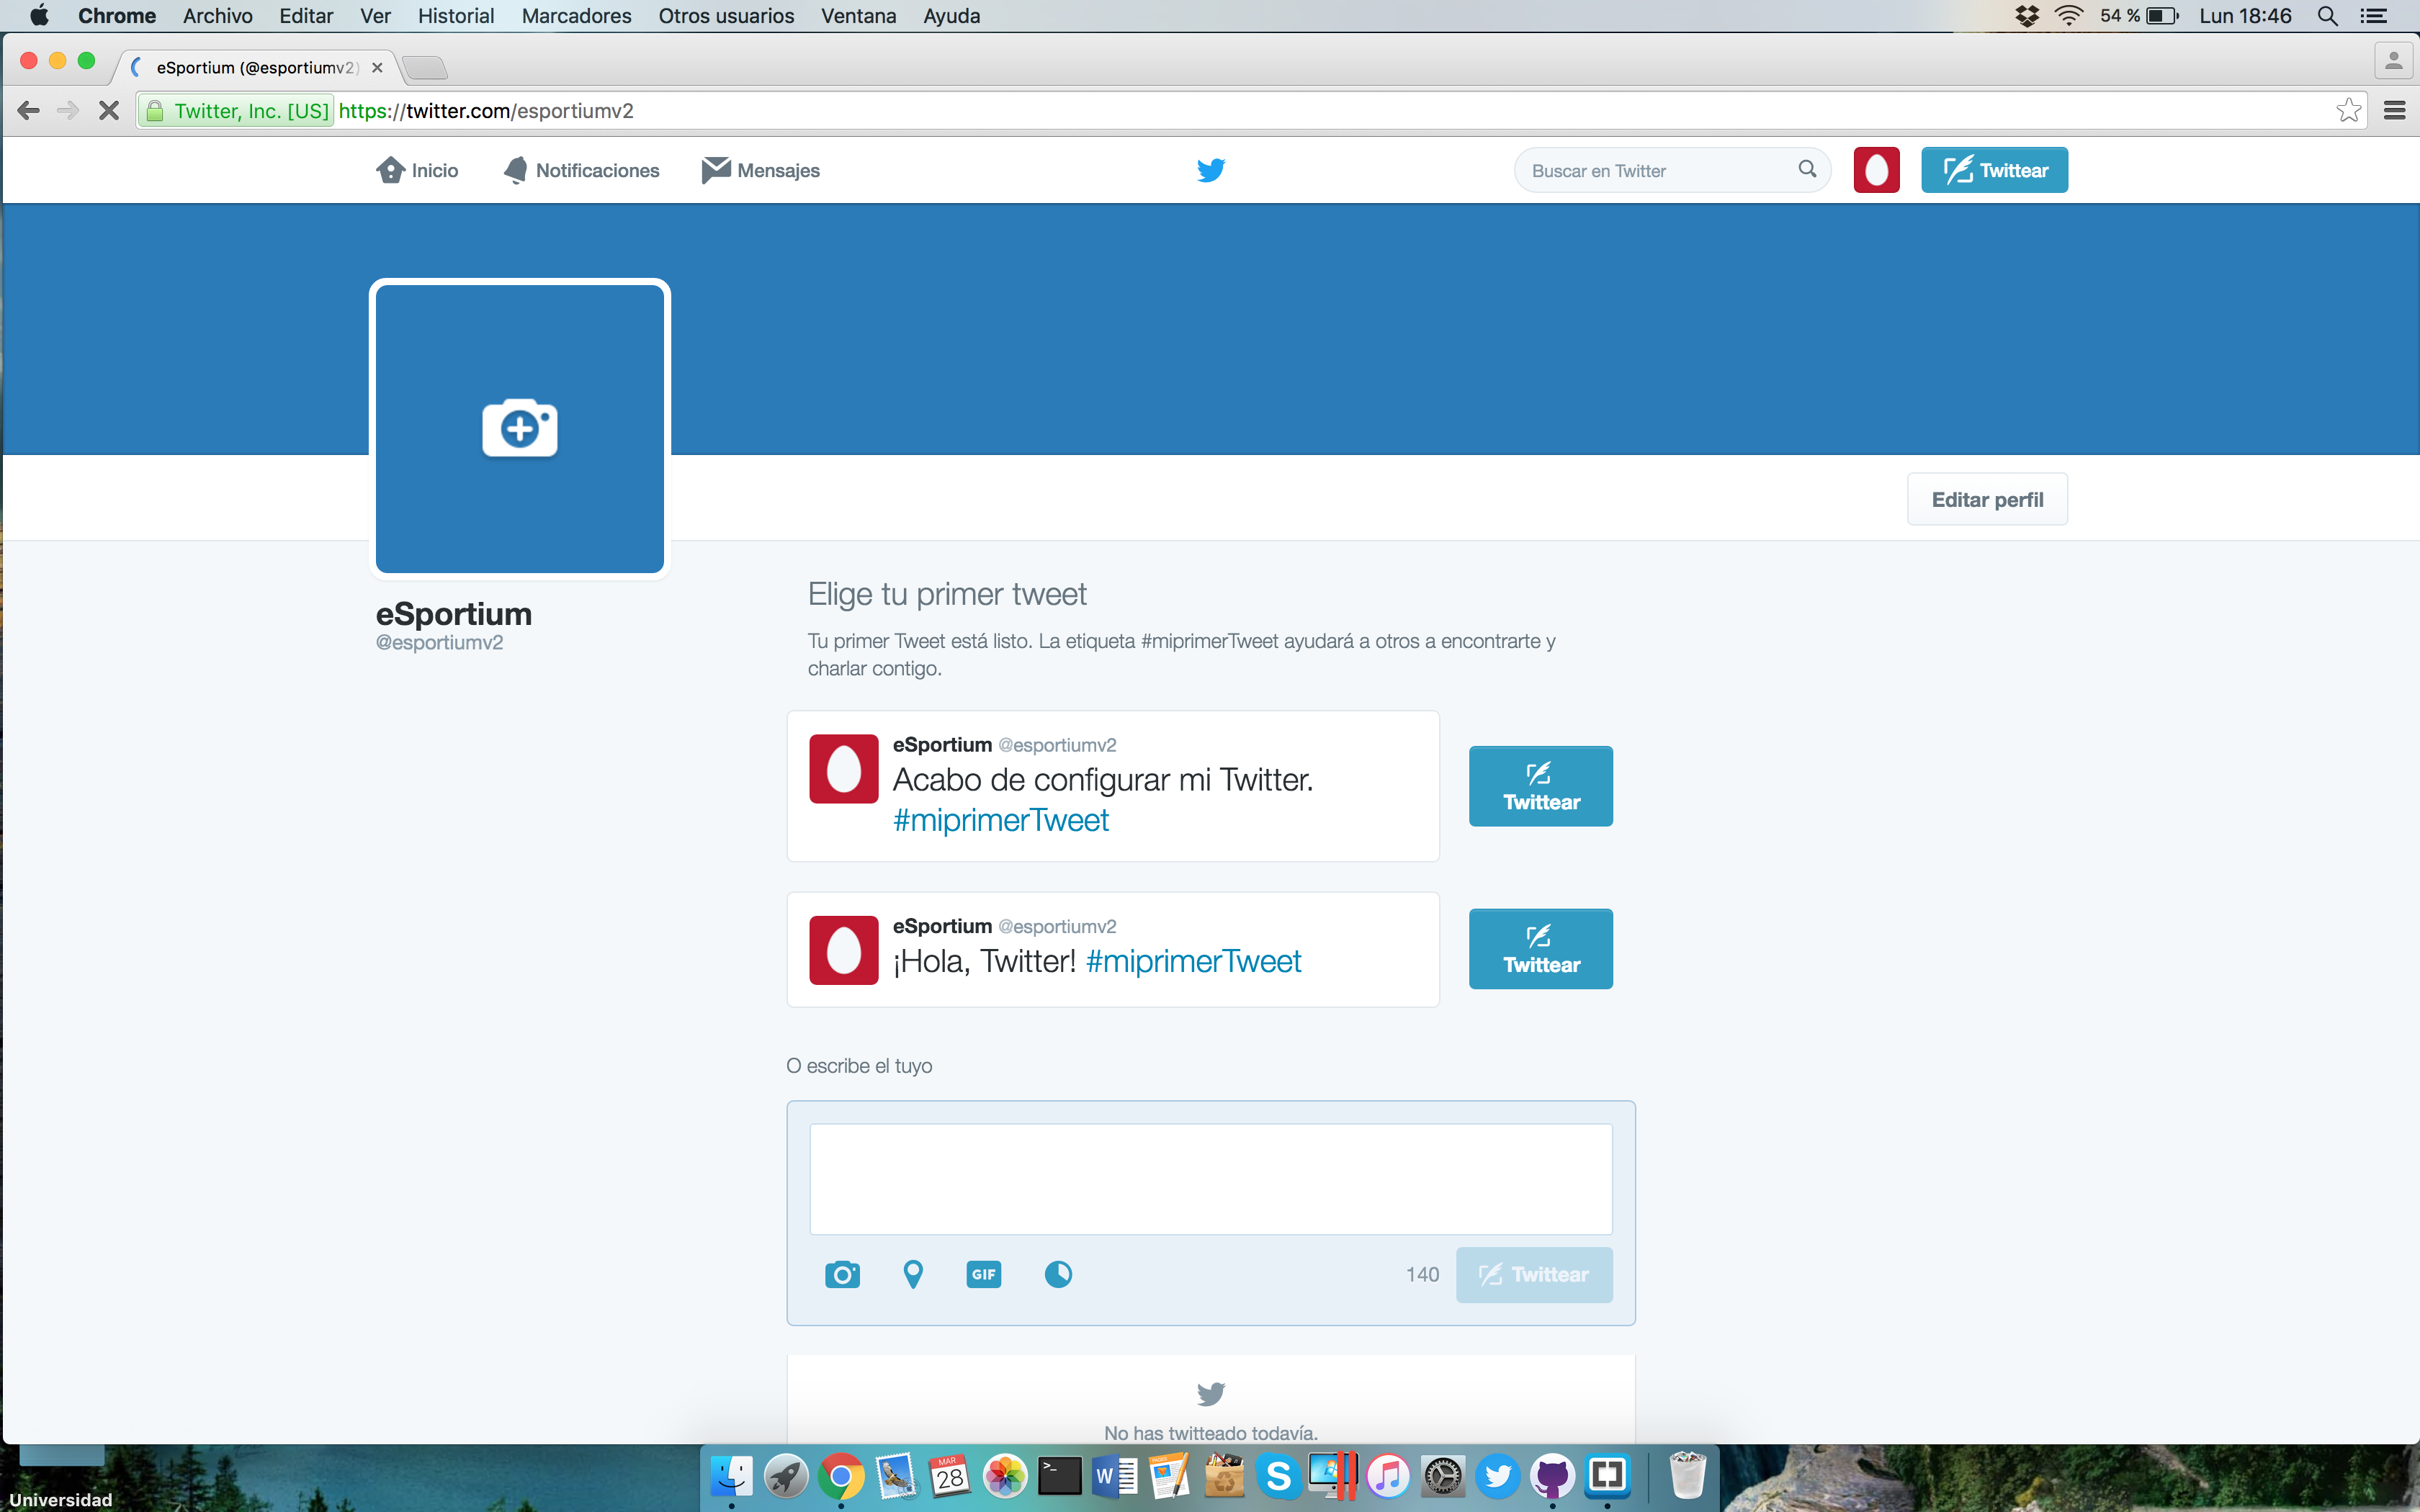 Chrome Archivo Editar Ver Historial Marcadores Otros usuarios Ventana Ayuda 54 % Lun 18:46
eSportium (@esportiumv2)
Twitter, Inc. [US] https://twitter.com/esportiumv2
Inicio Notificaciones Mensajes Buscar en Twitter Twittear
Editar perfil
eSportium
@esportiumv2
Elige tu primer tweet
Tu primer Tweet está listo. La etiqueta #miprimerTweet ayudará a otros a encontrarte y
charlar contigo.
eSportium @esportiumv2
Acabo de configurar mi Twitter.
#miprimerTweet
Twittear
eSportium @esportiumv2
¡Hola, Twitter! #miprimerTweet
Twittear
O escribe el tuyo
GIF 140 Twittear
No has twitteado todavía.
MAR
28
Universidad